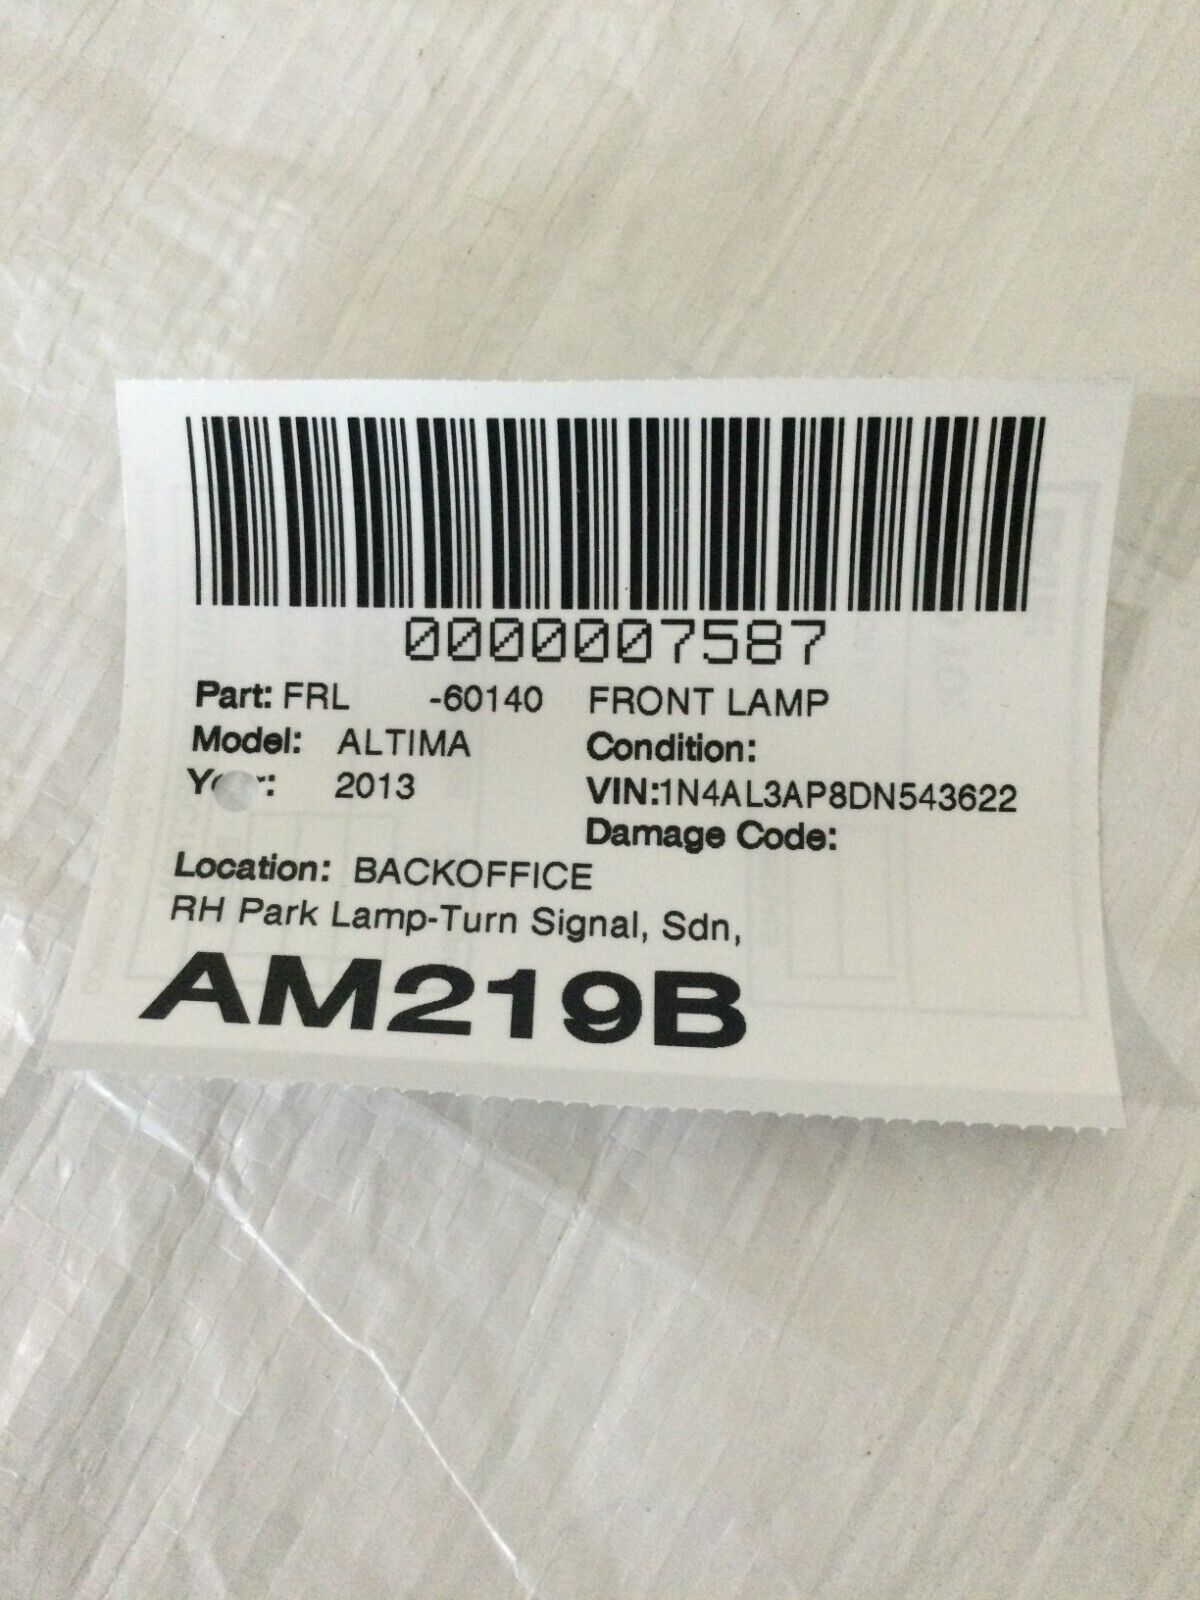 0000007587
Part: FRL -60140 FRONT LAMP
Model: ALTIMA Condition:
2013 VIN:1N4AL3AP8DN543622
Damage Code:
Location: BACKOFFICE
RH Park Lamp-Turn Signal, Sdn,
AM219B